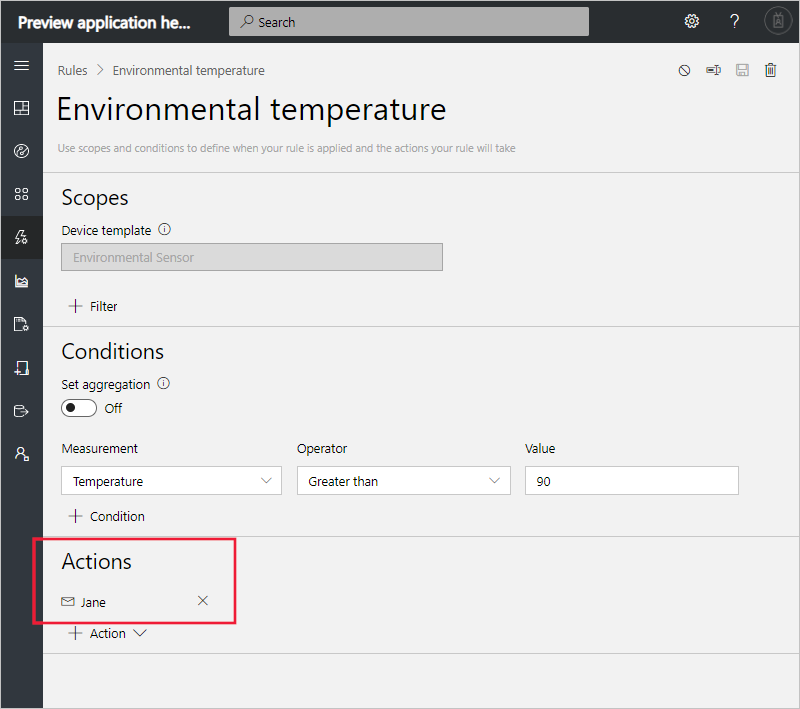 Preview application he...
Search
?
Rules > Environmental temperature
Environmental temperature
Use scopes and conditions to define when your rule is applied and the actions your rule will take
Scopes
Device template
Environmental Sensor
+ Filter
Conditions
Set aggregation
Off
Measurement Operator Value
Temperature Greater than 90
+ Condition
Actions
Jane
+ Action